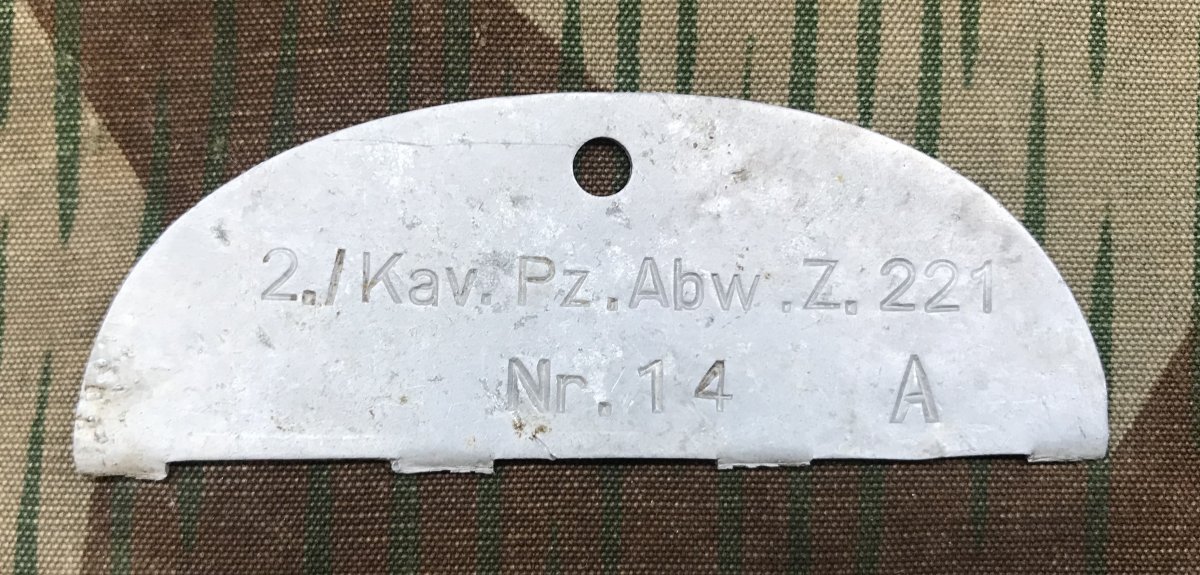 2./Kav. Pz. Abw. Z. 221
Nr. 14 A